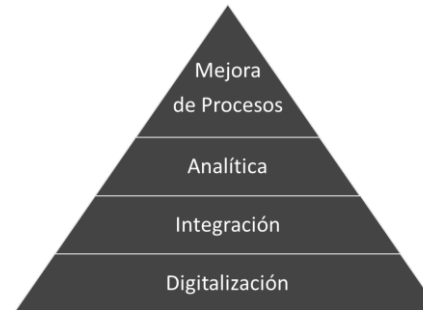 Mejora
de Procesos
Analítica
Integración
Digitalización